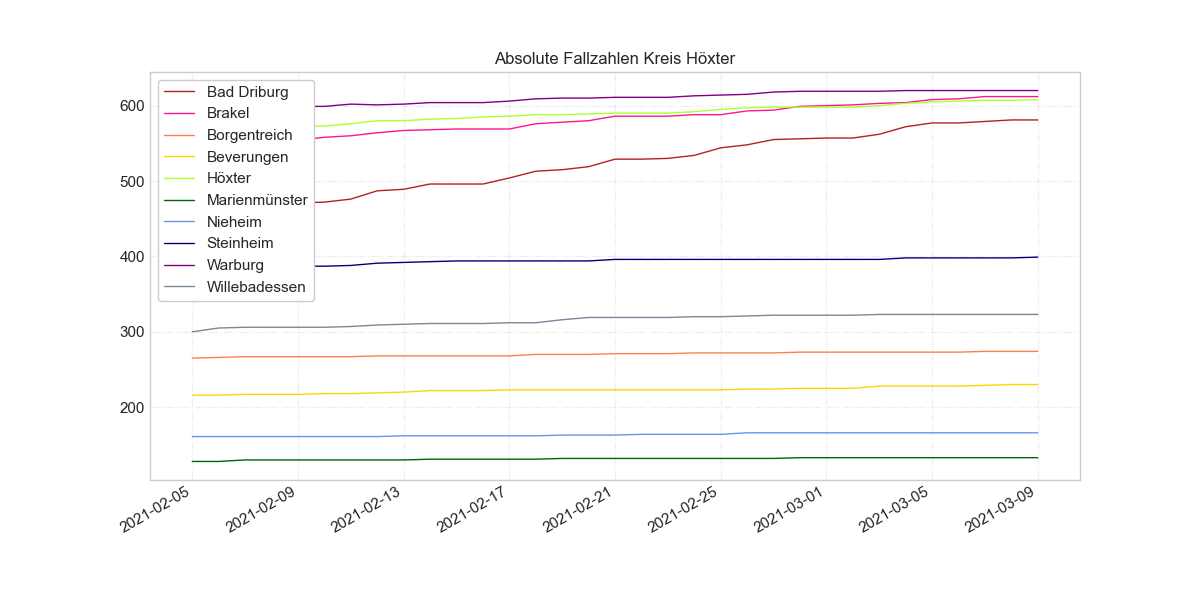 Absolute Fallzahlen Kreis Höxter
Bad Driburg
Brakel
Borgentreich
Beverungen
Höxter
Marienmünster
Nieheim
Steinheim
Warburg
Willebadessen
600
500
400
300
200
2021-02-05
2021-02-09
2021-02-13
2021-02-17
2021-02-21
2021-02-25
2021-03-01
2021-03-05
2021-03-09